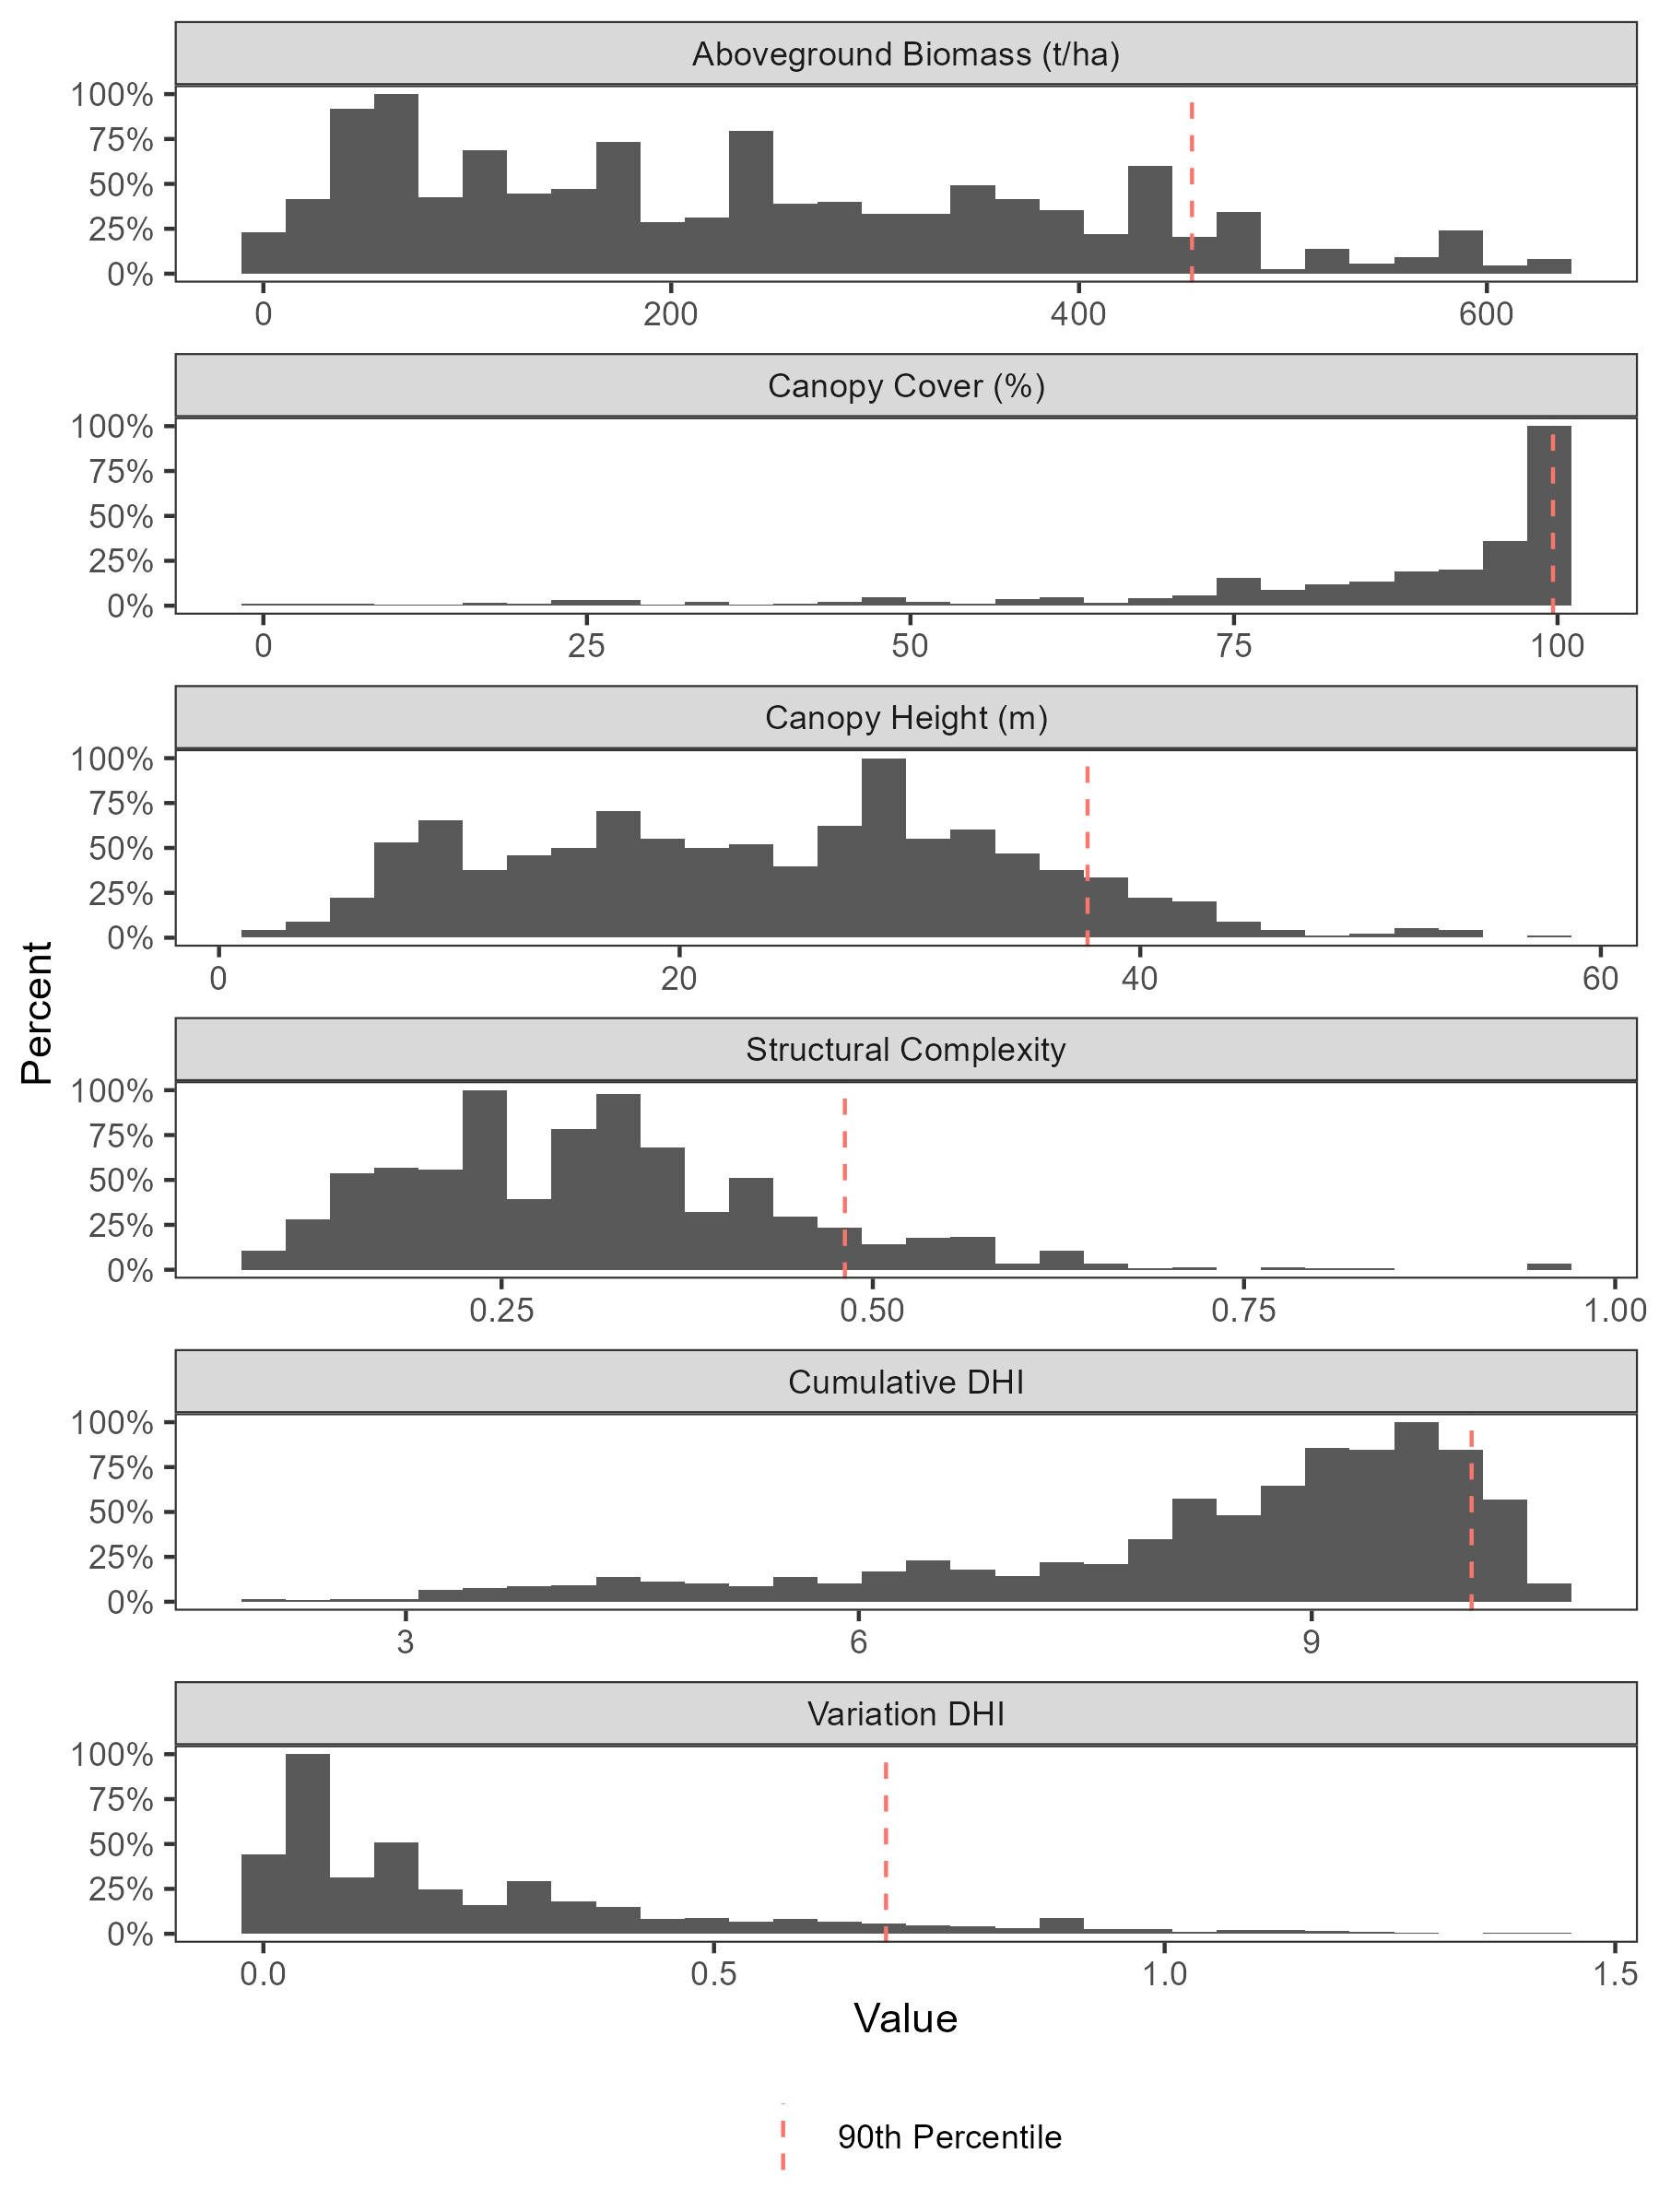 Aboveground Biomass (t/ha)
100%
75%
50%
25%
0%
0 200 400 600
Canopy Cover (%)
100%
75%
50%
25%
0%
0 25 50 75 100
Canopy Height (m)
100%
75%
50%
25%
0%
0 20 40 60
Percent
Structural Complexity
100%
75%
50%
25%
0%
0.25 0.50 0.75 1.00
Cumulative DHI
100%
75%
50%
25%
0%
3 6 9
Variation DHI
100%
75%
50%
25%
0%
0.0 0.5 1.0 1.5
Value
90th Percentile